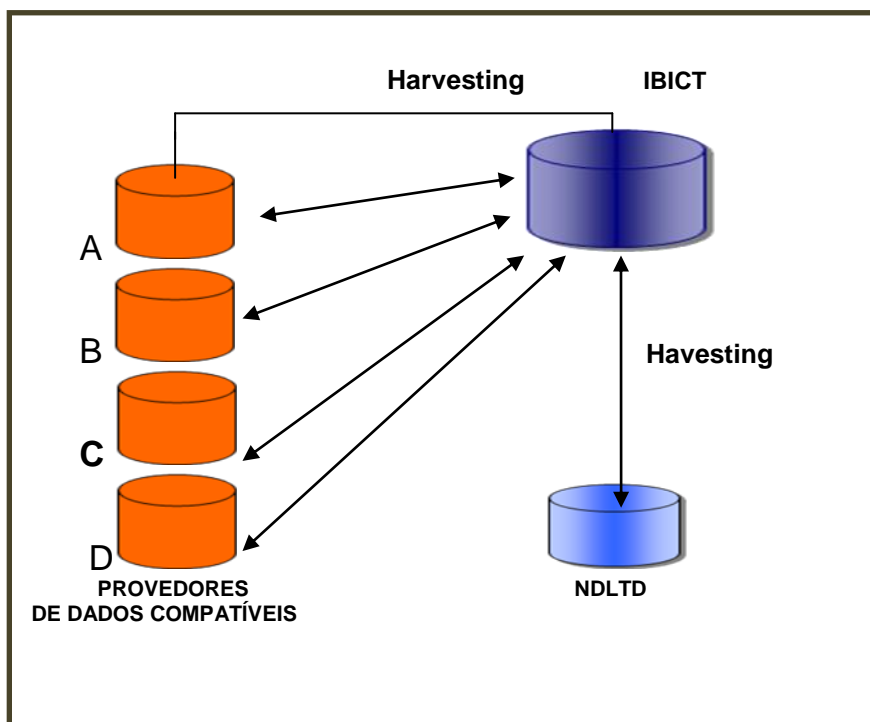 Harvesting
IBICT
A
B
Havesting
C
D
PROVEDORES
DE DADOS COMPATÍVEIS
NDLTD